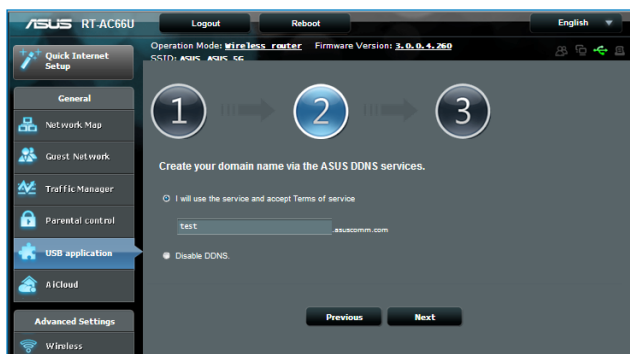 ASUS RT-AC66U Logout Reboot English
Quick Internet Setup
Operation Mode: Wireless router Firmware Version: 3.0.0.4.260
SSID: ASUS ASUS_5G
General
1 2 3
Network Map
Guest Network
Create your domain name via the ASUS DDNS services.
Traffic Manager
I will use the service and accept Terms of service
Parental control
test .asuscomm.com
USB application
Disable DDNS.
AiCloud
Previous Next
Advanced Settings
Wireless